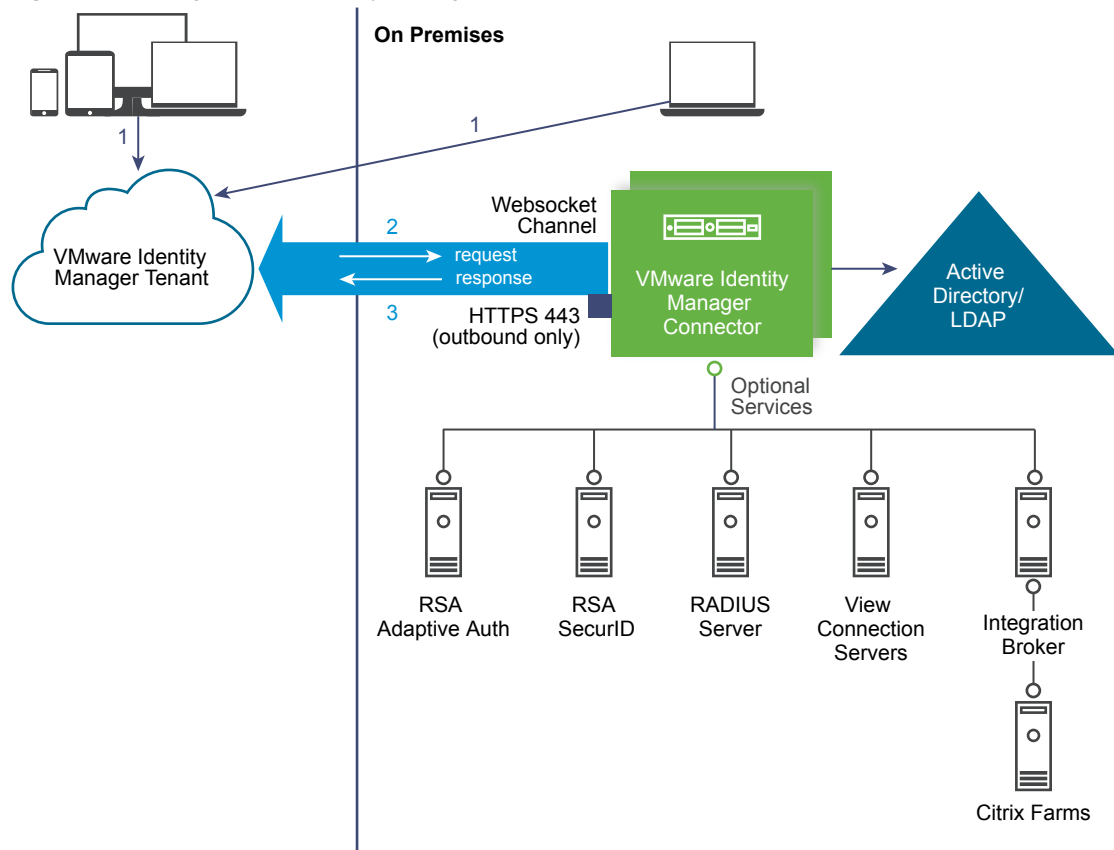 On Premises
1
1
VMware Identity
Manager Tenant
2
request
response
3
Websocket
Channel
HTTPS 443
(outbound only)
VMware Identity
Manager
Connector
Active
Directory/
LDAP
Optional
Services
RSA
Adaptive Auth
RSA
SecurID
RADIUS
Server
View
Connection
Servers
Integration
Broker
Citrix Farms